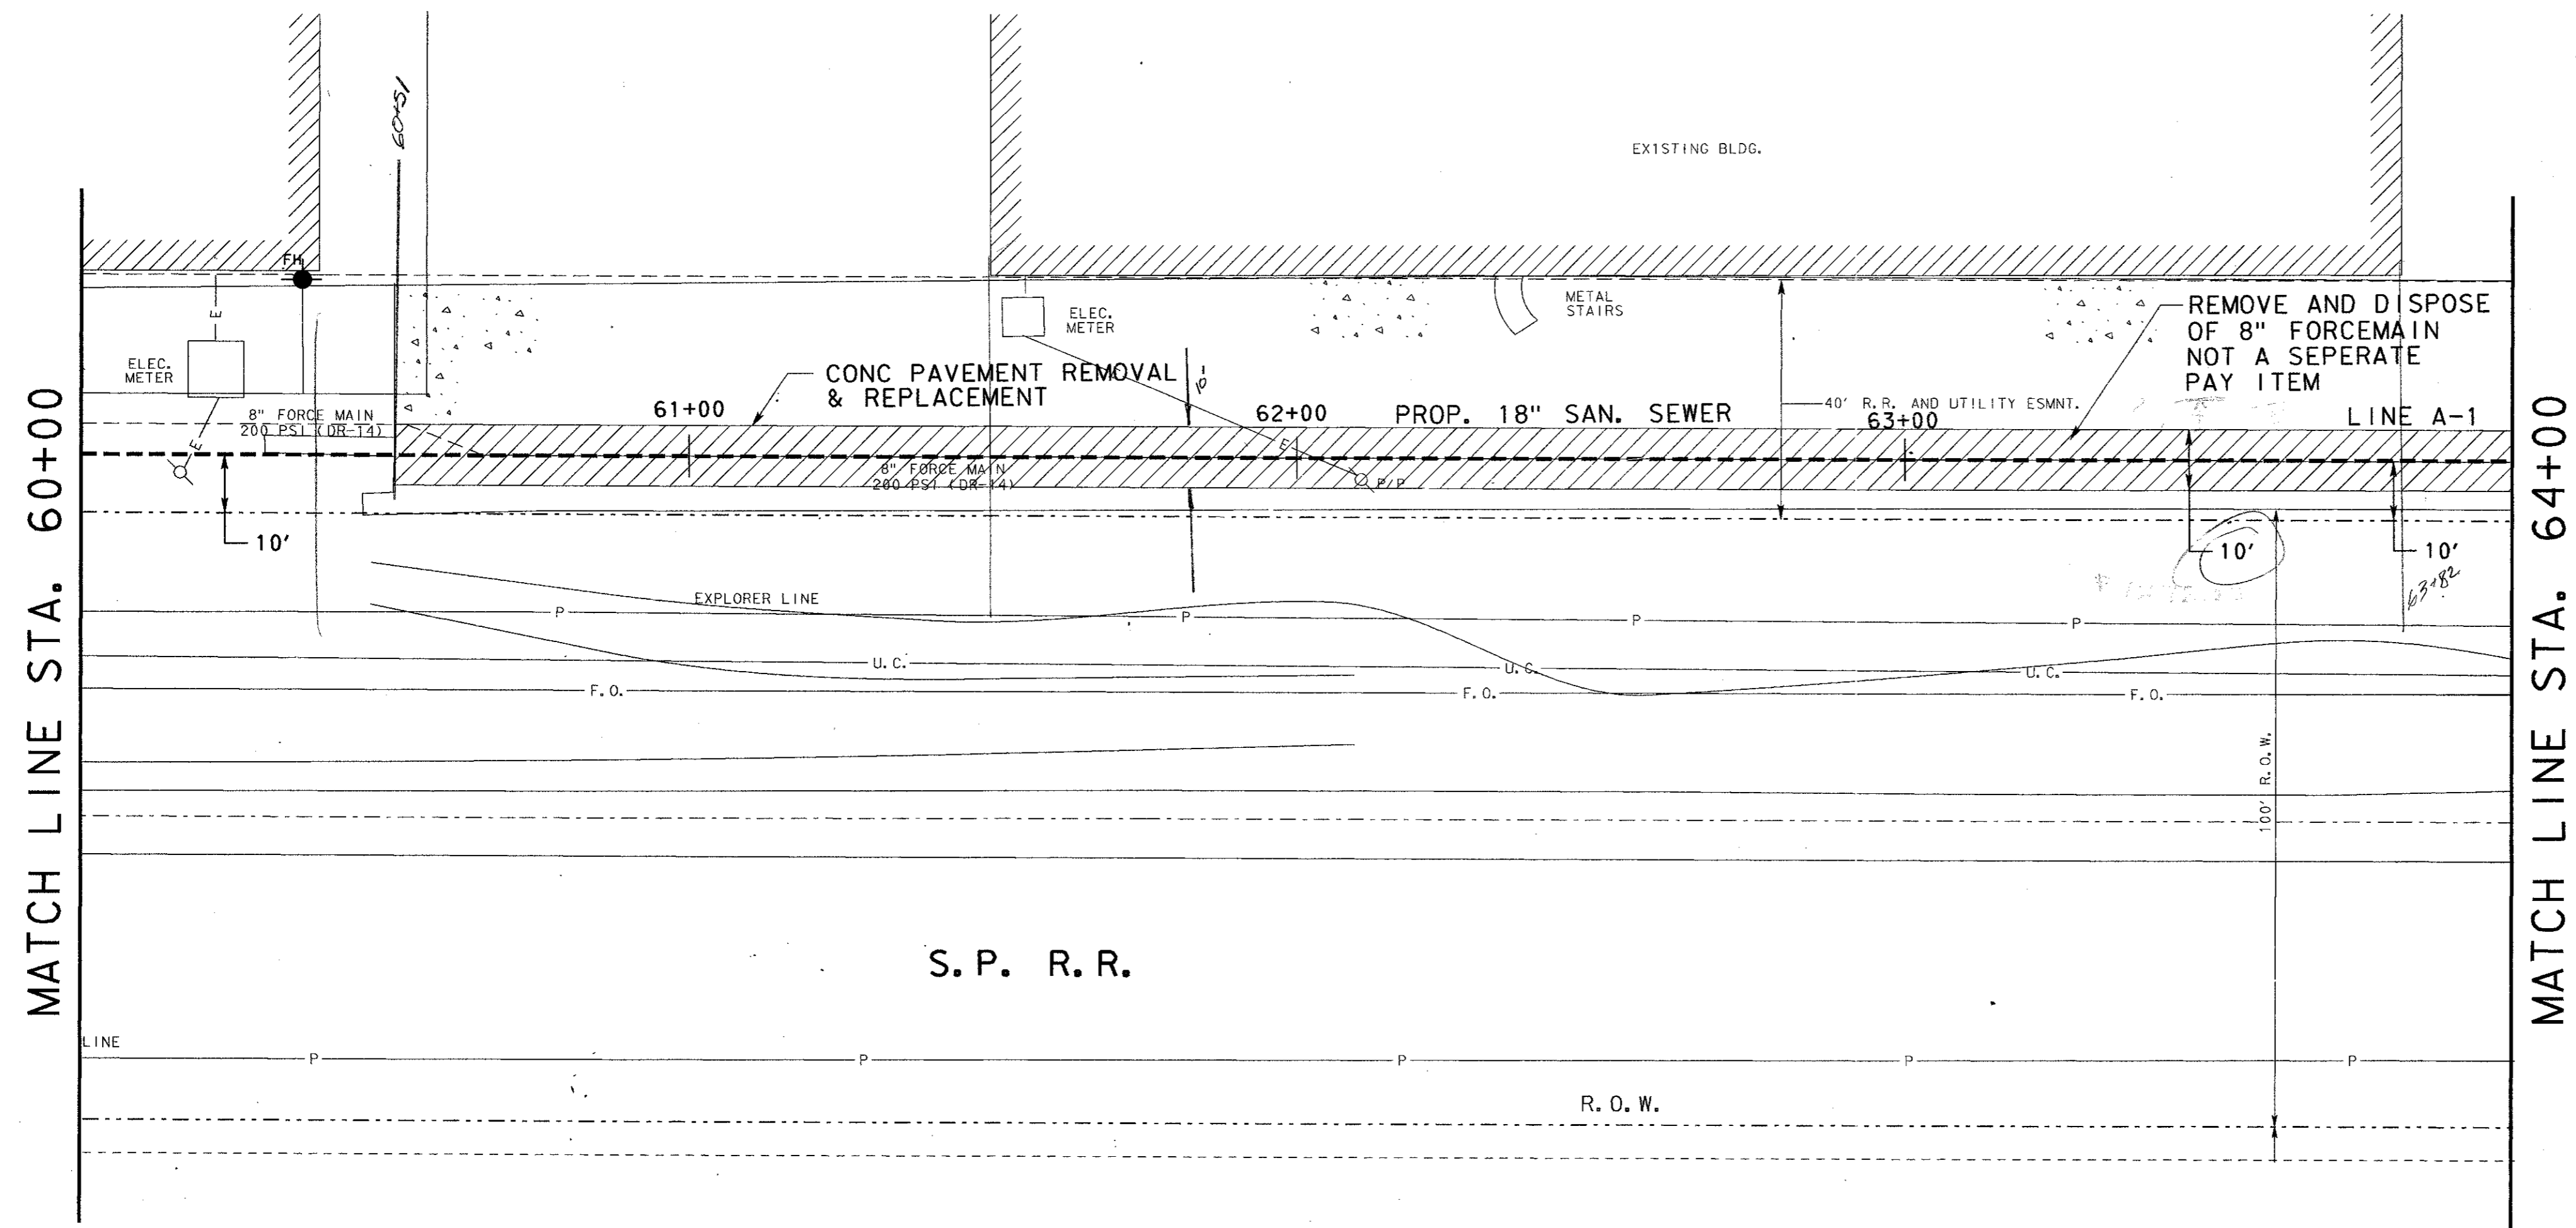 60+51
EXISTING BLDG.
FH
E
ELEC.
METER
ELEC.
METER
METAL
STAIRS
REMOVE AND DISPOSE
OF 8" FORCEMAIN
NOT A SEPERATE
PAY ITEM
CONC PAVEMENT REMOVAL
& REPLACEMENT
10'
8" FORCE MAIN
200 PSI (DR-14)
61+00
62+00
PROP. 18" SAN. SEWER
40' R.R. AND UTILITY ESMNT.
63+00
LINE A-1
E
E
8" FORCE MAIN
200 PSI (DR-14)
P/P
10'
10'
10'
63+82
EXPLORER LINE
P
P
P
P
U.C.
U.C.
U.C.
F.O.
F.O.
F.O.
100' R.O.W.
S.P. R.R.
LINE
P
P
P
P
P
R.O.W.
MATCH LINE STA. 60+00
MATCH LINE STA. 64+00